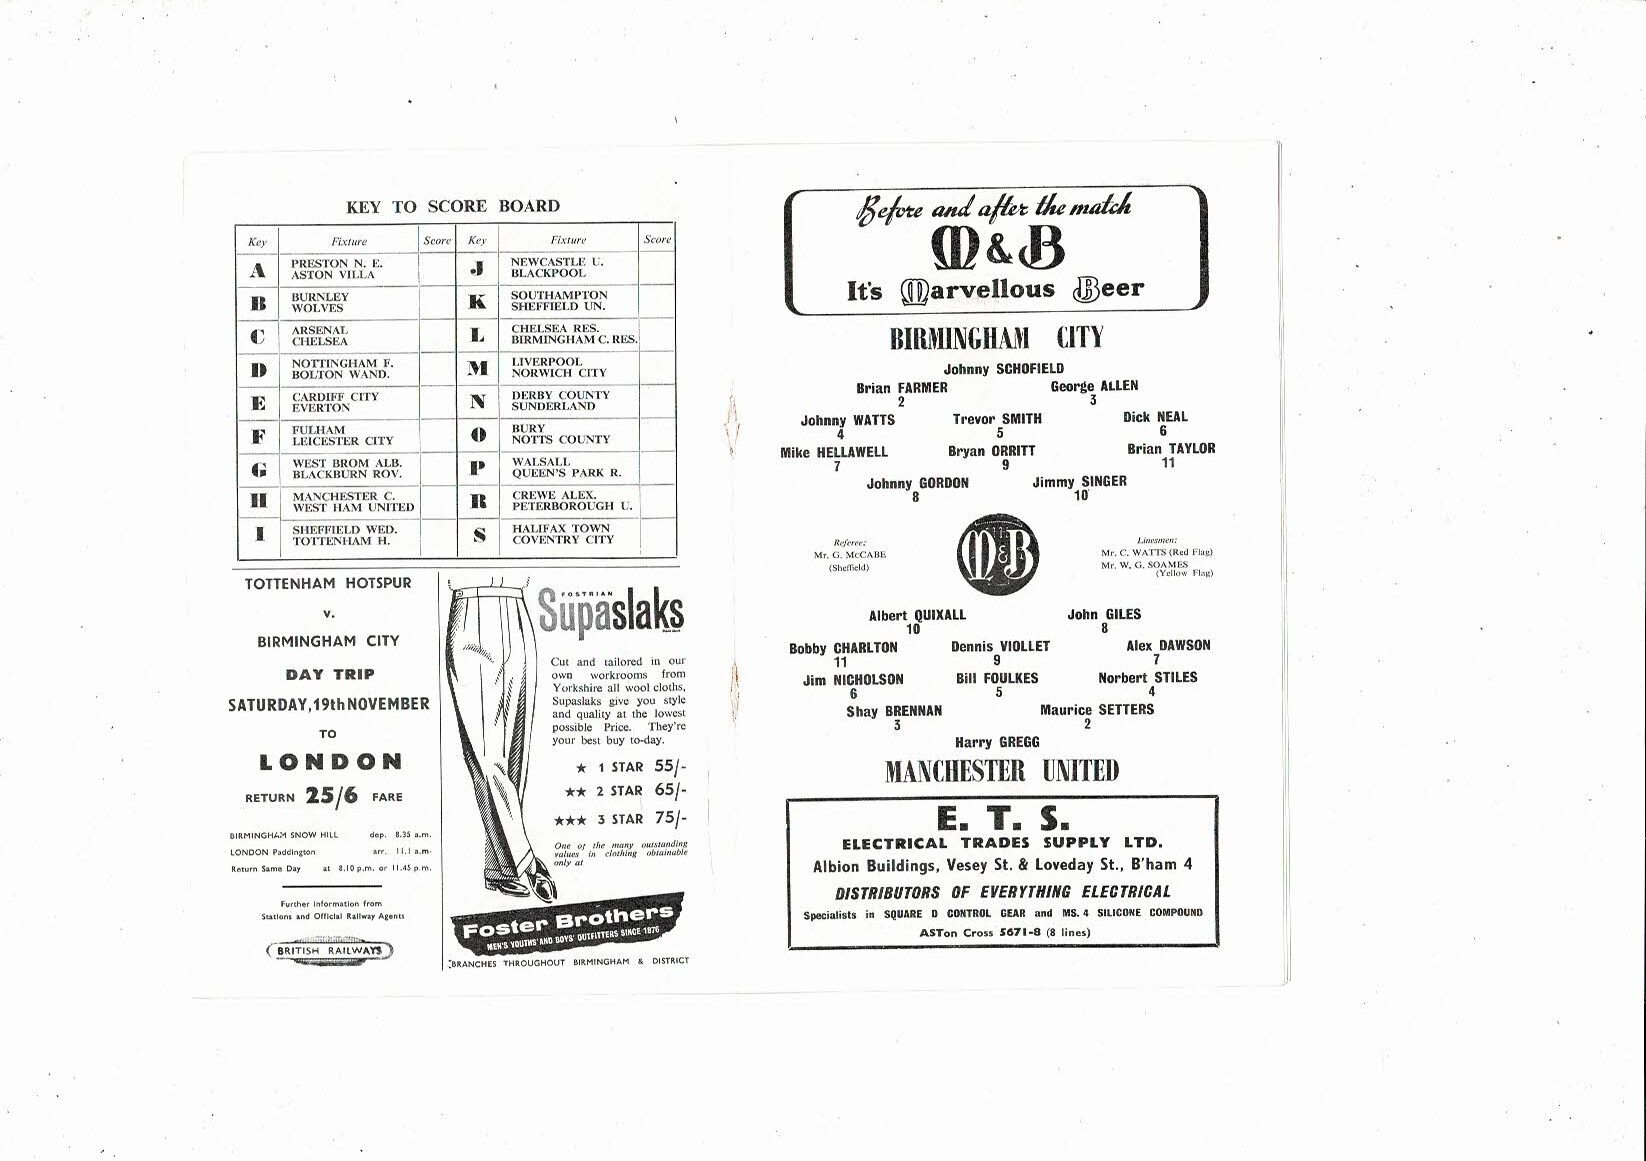 KEY TO SCORE BOARD
Key Fixture Score Key Fixture Score
A PRESTON N. E. J NEWCASTLE U.
ASTON VILLA BLACKPOOL
B BURNLEY K SOUTHAMPTON
WOLVES SHEFFIELD UN.
C ARSENAL L CHELSEA RES.
CHELSEA BIRMINGHAM C. RES.
D NOTTINGHAM F. M LIVERPOOL
BOLTON WAND. NORWICH CITY
E CARDIFF CITY N DERBY COUNTY
EVERTON SUNDERLAND
F FULHAM O BURY
LEICESTER CITY NOTTS COUNTY
G WEST BROM ALB. P WALSALL
BLACKBURN ROV. QUEEN'S PARK R.
H MANCHESTER C. R CREWE ALEX.
WEST HAM UNITED PETERBOROUGH U.
I SHEFFIELD WED. S HALIFAX TOWN
TOTTENHAM H. COVENTRY CITY
TOTTENHAM HOTSPUR
v.
BIRMINGHAM CITY
DAY TRIP
SATURDAY, 19th NOVEMBER
TO
LONDON
RETURN 25/6 FARE
BIRMINGHAM SNOW HILL dep. 8.35 a.m.
LONDON Paddington arr. 11.1 a.m.
Return Same Day at 8.10 p.m. or 11.45 p.m.
Further information from
Stations and Official Railway Agents
BRITISH RAILWAYS
FOSTRIAN
Supaslaks
Cut and tailored in our
own workrooms from
Yorkshire all wool cloths,
Supaslaks give you style
and quality at the lowest
possible Price. They're
your best buy to-day.
★ 1 STAR 55/-
★★ 2 STAR 65/-
★★★ 3 STAR 75/-
One of the many outstanding
values in clothing obtainable
only at
Foster Brothers
MEN'S YOUTHS' AND BOYS' OUTFITTERS SINCE 1876
BRANCHES THROUGHOUT BIRMINGHAM & DISTRICT
Before and after the match
M&B
It's Marvellous Beer
BIRMINGHAM CITY
Johnny SCHOFIELD
Brian FARMER George ALLEN
2 3
Johnny WATTS Trevor SMITH Dick NEAL
4 5 6
Mike HELLAWELL Bryan ORRITT Brian TAYLOR
7 9 11
Johnny GORDON Jimmy SINGER
8 10
Referee:
Mr. G. McCABE
(Sheffield)
M&B
Linesmen:
Mr. C. WATTS (Red Flag)
Mr. W. G. SOAMES
(Yellow Flag)
Albert QUIXALL John GILES
10 8
Bobby CHARLTON Dennis VIOLLET Alex DAWSON
11 9 7
Jim NICHOLSON Bill FOULKES Norbert STILES
6 5 4
Shay BRENNAN Maurice SETTERS
3 2
Harry GREGG
MANCHESTER UNITED
E. T. S.
ELECTRICAL TRADES SUPPLY LTD.
Albion Buildings, Vesey St. & Loveday St., B'ham 4
DISTRIBUTORS OF EVERYTHING ELECTRICAL
Specialists in SQUARE D CONTROL GEAR and MS. 4 SILICONE COMPOUND
ASTon Cross 5671-8 (8 lines)